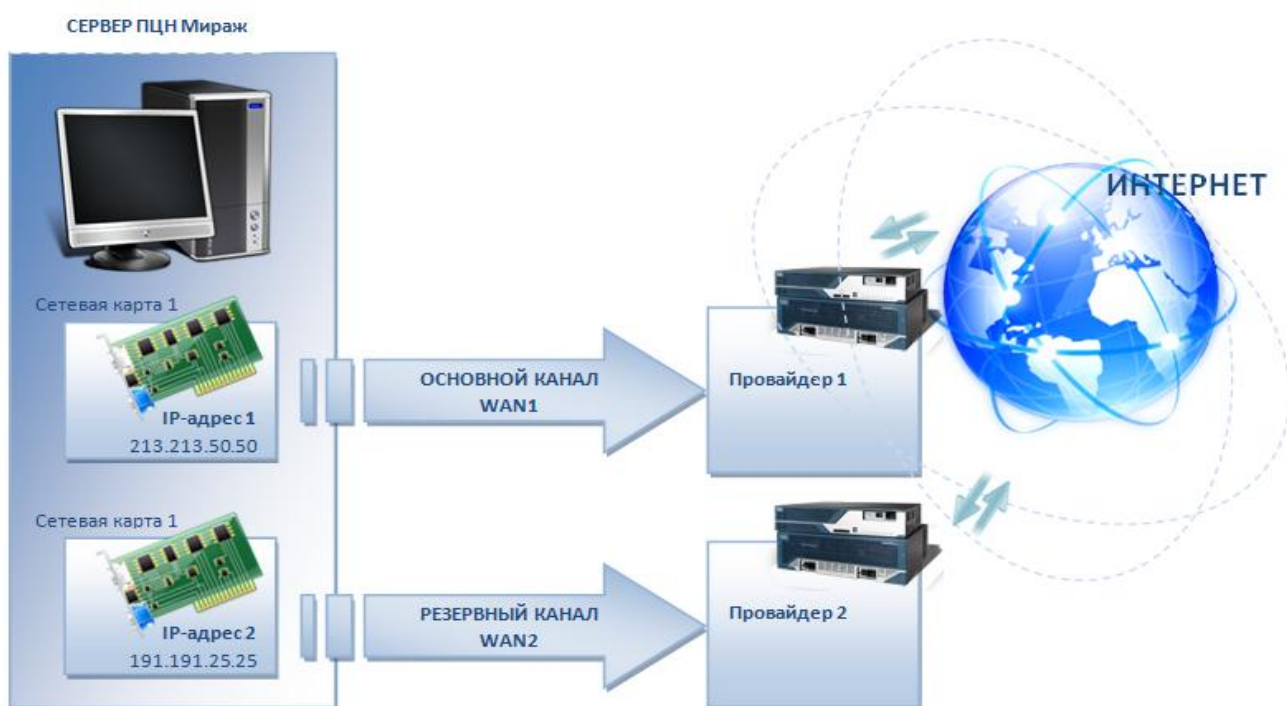 СЕРВЕР ПЦН Мираж
ИНТЕРНЕТ
Сетевая карта 1
IP-адрес 1
213.213.50.50
ОСНОВНОЙ КАНАЛ
WAN1
Провайдер 1
Сетевая карта 1
IP-адрес 2
191.191.25.25
РЕЗЕРВНЫЙ КАНАЛ
WAN2
Провайдер 2